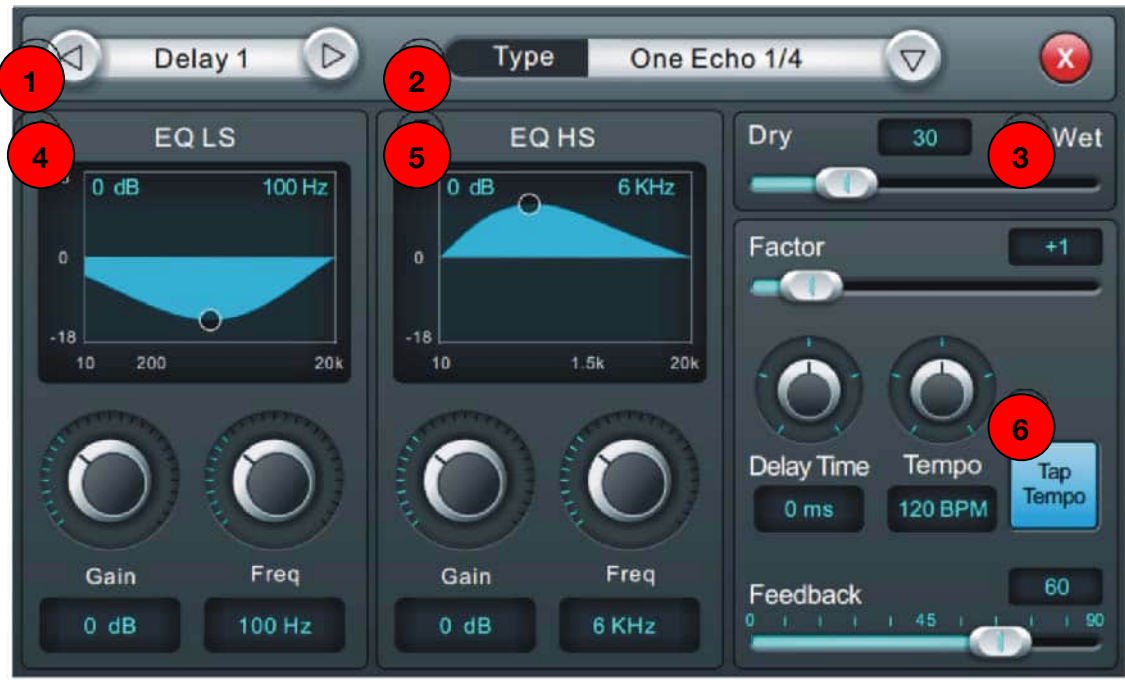 1
Delay 1
2
Type
One Echo 1/4
X
4
EQ LS
0 dB 100 Hz
0
-18
10 200 20k
Gain Freq
0 dB 100 Hz
5
EQ HS
0 dB 6 KHz
0
-18
10 1.5k 20k
Gain Freq
0 dB 6 KHz
Dry 30 3 Wet
Factor +1
6
Delay Time Tempo
0 ms 120 BPM
Tap
Tempo
Feedback 60
0 45 90